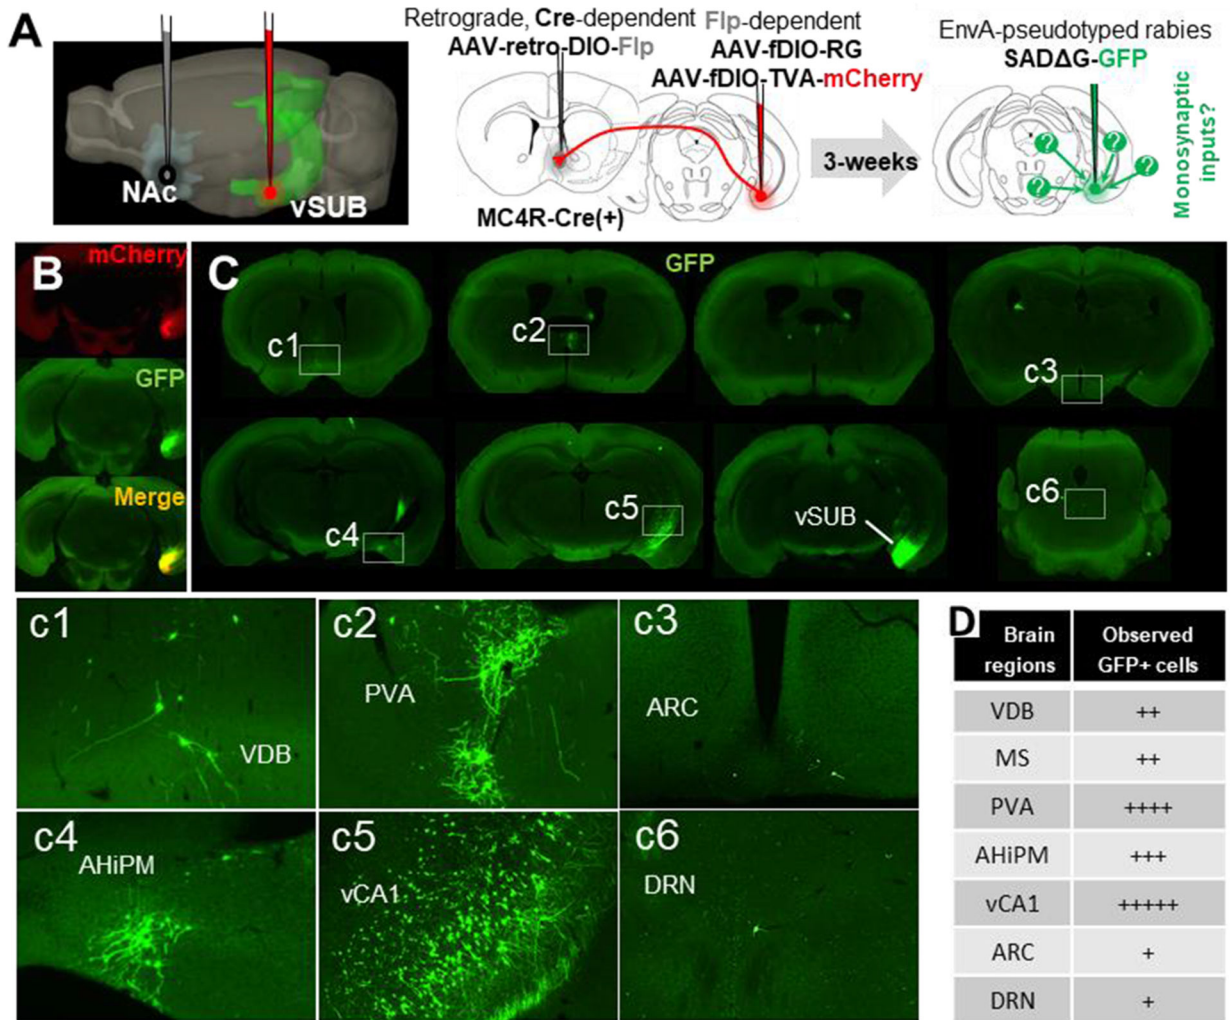 A
NAc
vSUB
Retrograde, Cre-dependent
AAV-retro-DIO-Flp
Flp-dependent
AAV-fDIO-RG
AAV-fDIO-TVA-mCherry
MC4R-Cre(+)
3-weeks
EnvA-pseudotyped rabies
SADΔG-GFP
?
?
?
?
Monosynaptic
inputs?
B
mCherry
GFP
Merge
C
GFP
c1
c2
c3
c4
c5
vSUB
c6
c1
VDB
c2
PVA
c3
ARC
c4
AHiPM
c5
vCA1
c6
DRN
D
Brain regions Observed GFP+ cells
VDB ++
MS ++
PVA ++++
AHiPM +++
vCA1 +++++
ARC +
DRN +